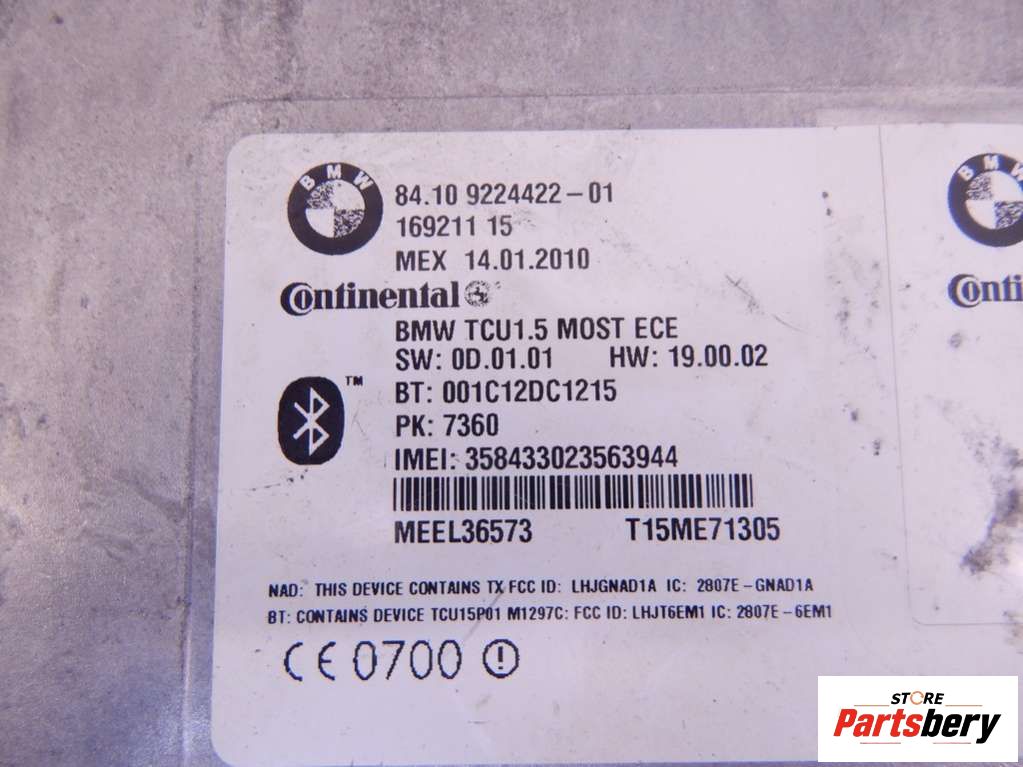 BMW
84.10 9224422-01
169211 15
MEX 14.01.2010
Continental
BMW TCU1.5 MOST ECE
SW: 0D.01.01 HW: 19.00.02
TM
BT: 001C12DC1215
PK: 7360
IMEI: 358433023563944
MEEL36573 T15ME71305
NAD: THIS DEVICE CONTAINS TX FCC ID: LHJGNAD1A IC: 2807E-GNAD1A
BT: CONTAINS DEVICE TCU15P01 M1297C: FCC ID: LHJT6EM1 IC: 2807E-6EM1
CE 0700
BMW
Conti
STORE
Partsbery